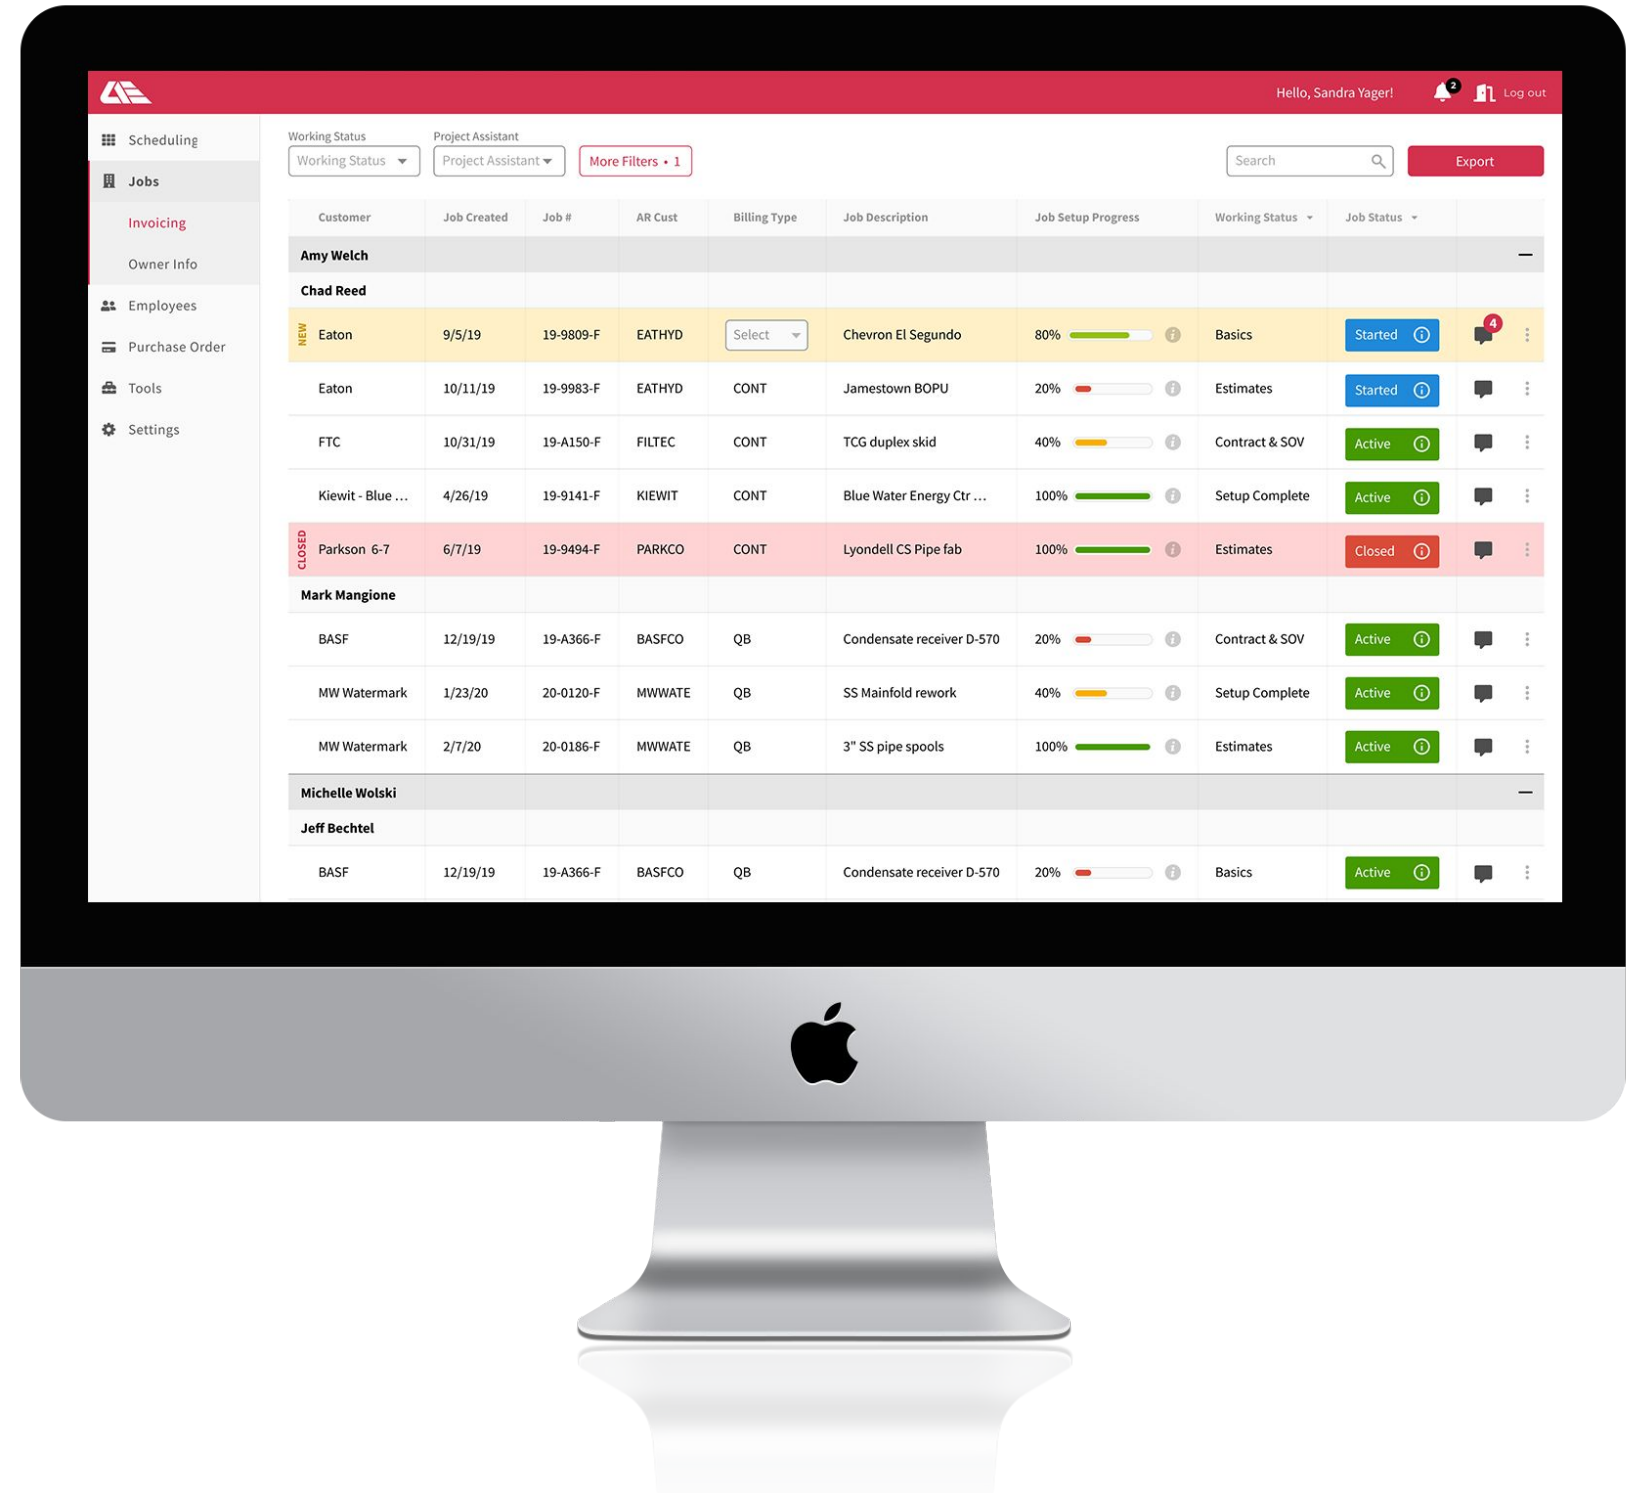 Hello, Sandra Yager!
2
Log out
Scheduling
Jobs
Invoicing
Owner Info
Employees
Purchase Order
Tools
Settings
Working Status Project Assistant
Working Status Project Assistant More Filters • 1 Search Export
Customer Job Created Job # AR Cust Billing Type Job Description Job Setup Progress Working Status Job Status
Amy Welch
Chad Reed
NEW Eaton 9/5/19 19-9809-F EATHYD Select Chevron El Segundo 80% Basics Started 4
Eaton 10/11/19 19-9983-F EATHYD CONT Jamestown BOPU 20% Estimates Started
FTC 10/31/19 19-A150-F FILTEC CONT TCG duplex skid 40% Contract & SOV Active
Kiewit - Blue ... 4/26/19 19-9141-F KIEWIT CONT Blue Water Energy Ctr ... 100% Setup Complete Active
CLOSED Parkson 6-7 6/7/19 19-9494-F PARKCO CONT Lyondell CS Pipe fab 100% Estimates Closed
Mark Mangione
BASF 12/19/19 19-A366-F BASFCO QB Condensate receiver D-570 20% Contract & SOV Active
MW Watermark 1/23/20 20-0120-F MWWATE QB SS Mainfold rework 40% Setup Complete Active
MW Watermark 2/7/20 20-0186-F MWWATE QB 3" SS pipe spools 100% Estimates Active
Michelle Wolski
Jeff Bechtel
BASF 12/19/19 19-A366-F BASFCO QB Condensate receiver D-570 20% Basics Active